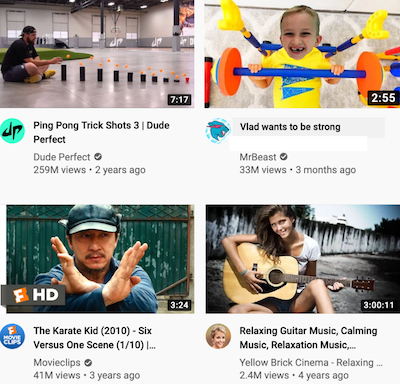 7:17
2:55
Ping Pong Trick Shots 3 | Dude
Perfect
Dude Perfect
259M views • 2 years ago
Vlad wants to be strong
MrBeast
33M views • 3 months ago
HD
3:24
3:00:11
MOVIE
CLIPS
The Karate Kid (2010) - Six
Versus One Scene (1/10) |...
Movieclips
41M views • 3 years ago
Relaxing Guitar Music, Calming
Music, Relaxation Music,...
Yellow Brick Cinema - Relaxing ...
2.4M views • 4 years ago